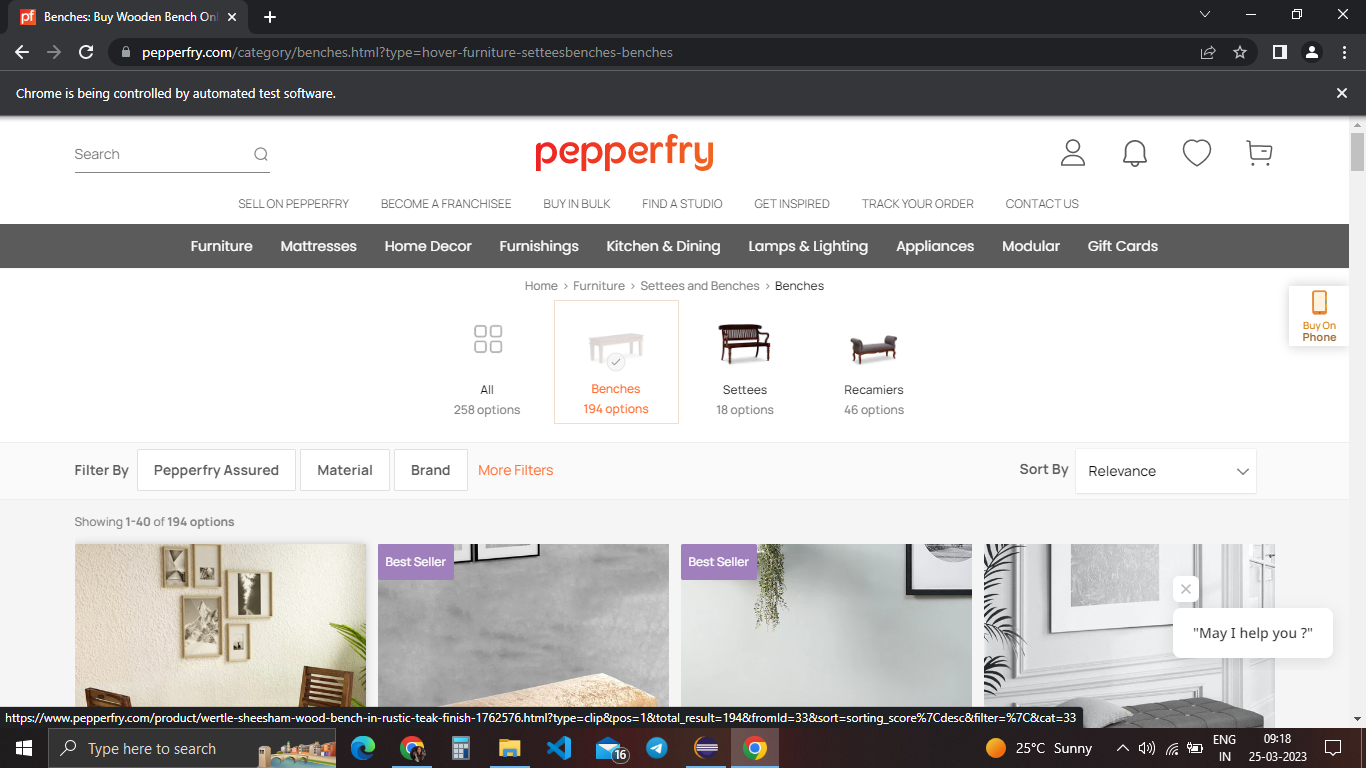 pf Benches: Buy Wooden Bench Onl
pepperfry.com/category/benches.html?type=hover-furniture-setteesbenches-benches
Chrome is being controlled by automated test software.
Search
pepperfry
SELL ON PEPPERFRY BECOME A FRANCHISEE BUY IN BULK FIND A STUDIO GET INSPIRED TRACK YOUR ORDER CONTACT US
Furniture Mattresses Home Decor Furnishings Kitchen & Dining Lamps & Lighting Appliances Modular Gift Cards
Home > Furniture > Settees and Benches > Benches
Buy On
Phone
All Benches Settees Recamiers
258 options 194 options 18 options 46 options
Filter By Pepperfry Assured Material Brand More Filters Sort By Relevance
Showing 1-40 of 194 options
Best Seller Best Seller
"May I help you ?"
https://www.pepperfry.com/product/wertle-sheesham-wood-bench-in-rustic-teak-finish-1762576.html?type=clip&pos=1&total_result=194&fromId=33&sort=sorting_score%7Cdesc&filter=%7C&cat=33
Type here to search 16 25°C Sunny ENG 09:18
IN 25-03-2023